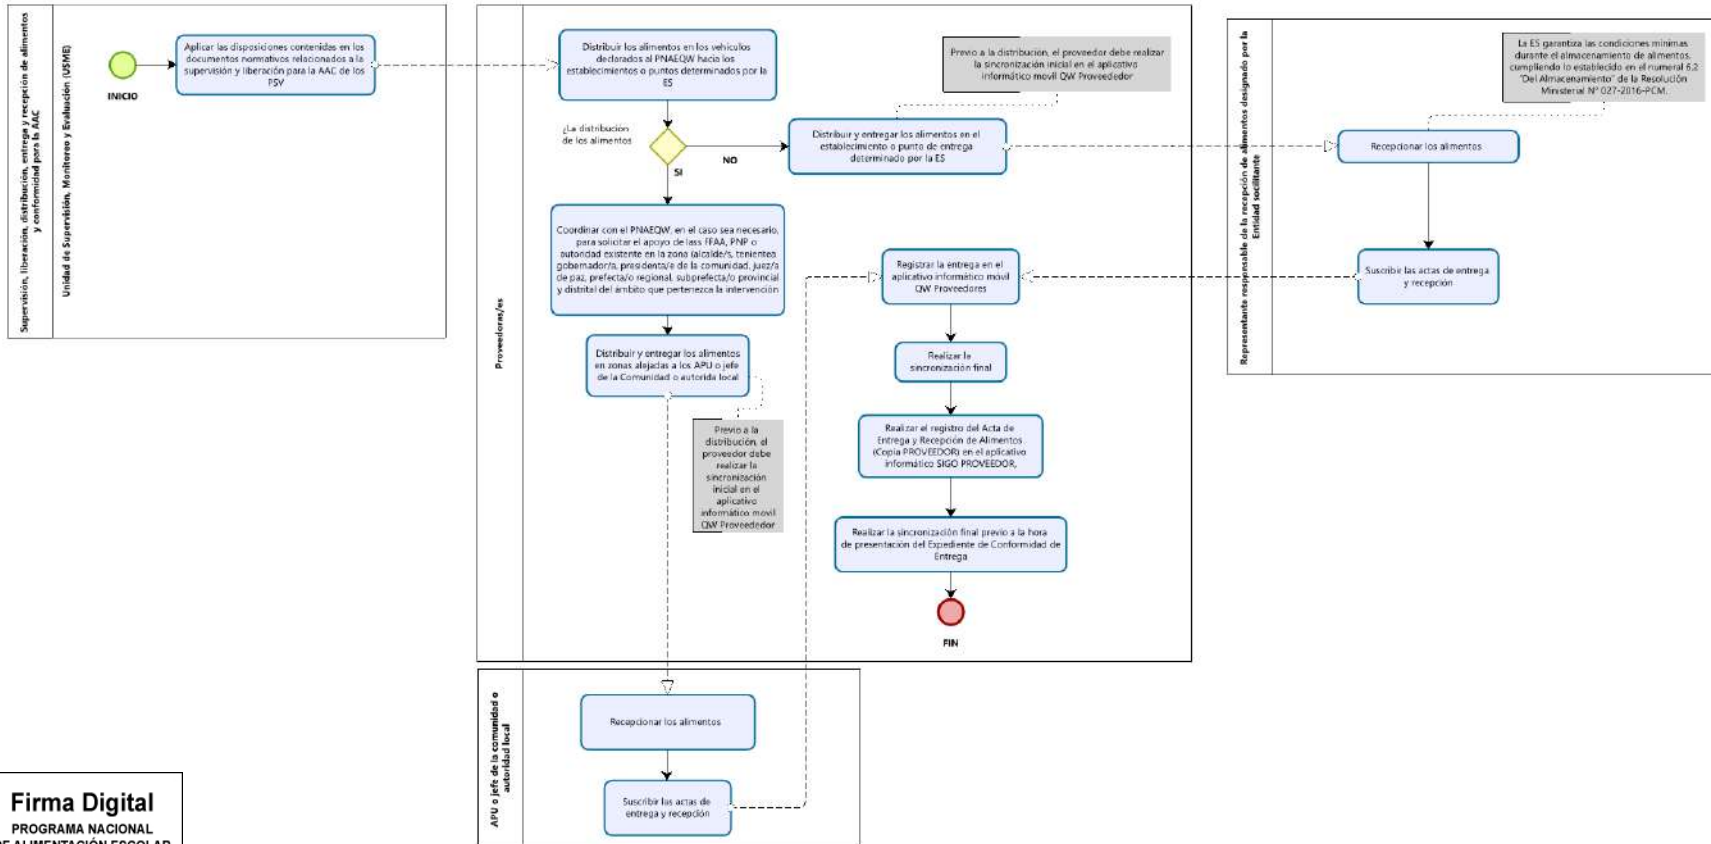 Supervisión, liberación, distribución, entrega y recepción de alimentos
y conformidad para la AAC
Unidad de Supervisión, Monitoreo y Evaluación (USME)
INICIO
Aplicar las disposiciones contenidas en los
documentos normativos relacionados a la
supervisión y liberación para la AAC de los
PSV
Proveedoras/es
Distribuir los alimentos en los vehículos
declarados al PNAEQW hacia los
establecimientos o puntos determinados por la
ES
Previo a la distribución, el proveedor debe realizar
la sincronización inicial en el aplicativo
informático movil QW Proveededor
¿La distribución
de los alimentos
NO
SI
Distribuir y entregar los alimentos en el
establecimiento o punto de entrega
determinado por la ES
Coordinar con el PNAEQW, en el caso sea necesario,
para solicitar el apoyo de lass FFAA, PNP o
autoridad existente en la zona (alcalde/s, tenientea
gobernador/a, presidenta/e de la comunidad, juez/a
de paz, prefecta/o regional, subprefecta/o provincial
y distrital del ámbito que pertenezca la intervención
Distribuir y entregar los alimentos
en zonas alejadas a los APU o jefe
de la Comunidad o autorida local
Previo a la
distribución, el
proveedor debe
realizar la
sincronización
inicial en el
aplicativo
informático movil
QW Proveededor
Registrar la entrega en el
aplicativo informático móvil
QW Proveedores
Realizar la
sincronización final
Realizar el registro del Acta de
Entrega y Recepción de Alimentos
(Copia PROVEEDOR) en el aplicativo
informático SIGO PROVEEDOR,
Realizar la sincronización final previo a la hora
de presentación del Expediente de Conformidad de
Entrega
FIN
Representante responsable de la recepción de alimentos designado por la
Entidad socilitante
La ES garantiza las condiciones mínimas
durante el almacenamiento de alimentos,
cumpliendo lo establecido en el numeral 6.2
"Del Almacenamiento" de la Resolución
Ministerial N° 027-2016-PCM.
Recepcionar los alimentos
Suscribir las actas de entrega
y recepción
APU o jefe de la comunidad o
autoridad local
Recepcionar los alimentos
Suscribir las actas de
entrega y recepción
Firma Digital
PROGRAMA NACIONAL
DE ALIMENTACIÓN ESCOLAR